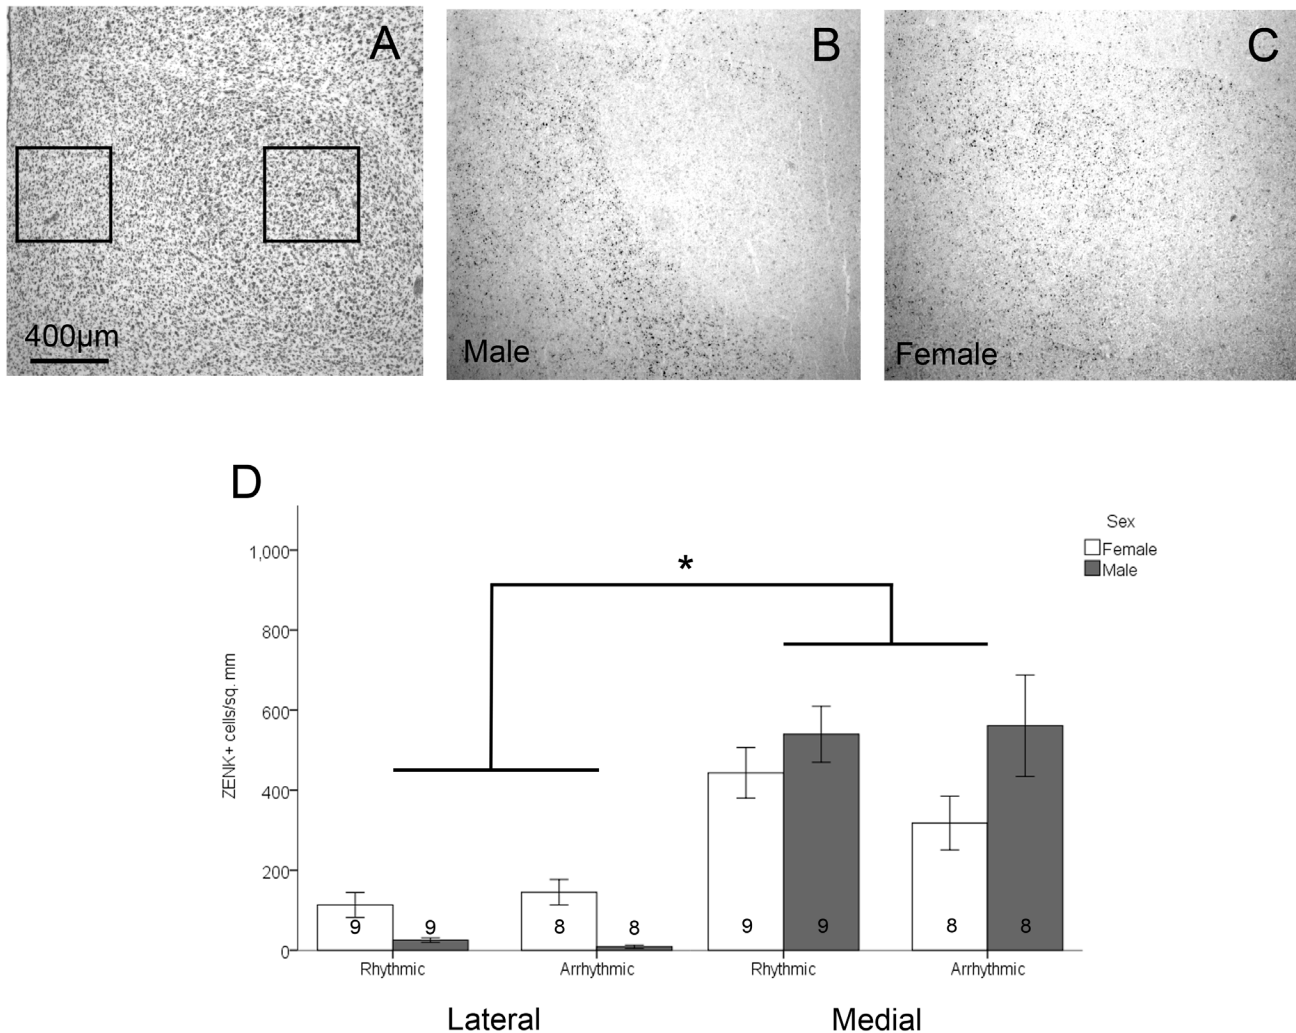 A
B
C
400µm
Male
Female
D
*
Sex
Female
Male
1,000
800
600
400
200
0
ZENK+ cells/sq. mm
9 9 8 8 9 9 8 8
Rhythmic Arrhythmic Rhythmic Arrhythmic
Lateral Medial